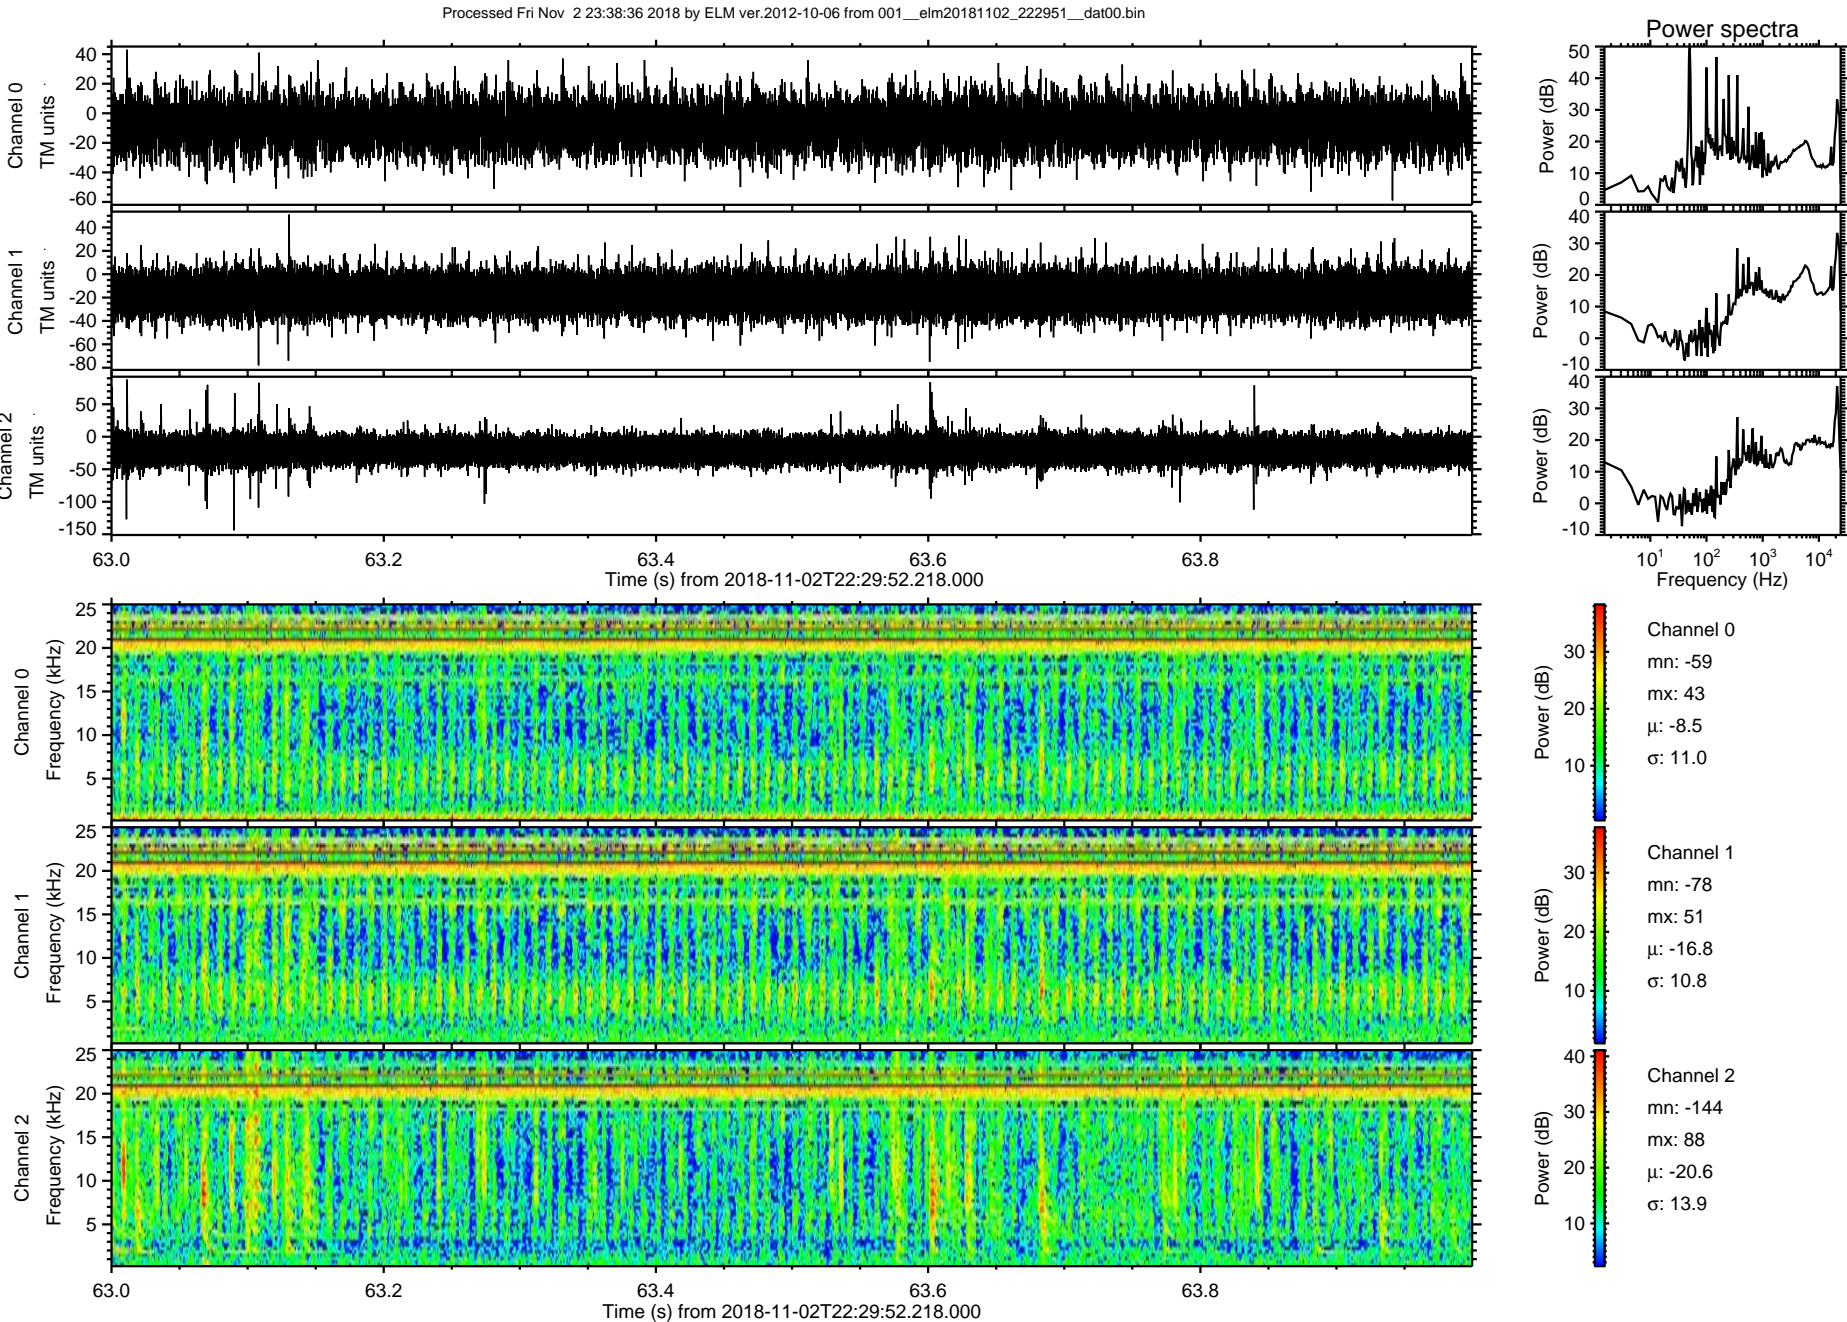 Processed Fri Nov  2 23:38:36 2018 by ELM ver.2012-10-06 from 001__elm20181102_222951__dat00.bin
Power spectra
Channel 0
TM units
40
20
0
-20
-40
-60
Power (dB)
50
40
30
20
10
0
Channel 1
TM units
40
20
0
-20
-40
-60
-80
Power (dB)
40
30
20
10
0
-10
Channel 2
TM units
50
0
-50
-100
-150
Power (dB)
40
30
20
10
0
-10
63.0 63.2 63.4 63.6 63.8
Time (s) from 2018-11-02T22:29:52.218.000
10^1 10^2 10^3 10^4
Frequency (Hz)
Channel 0
Frequency (kHz)
25
20
15
10
5
Power (dB)
30
20
10
Channel 0
mn: -59
mx: 43
μ: -8.5
σ: 11.0
Channel 1
Frequency (kHz)
25
20
15
10
5
Power (dB)
30
20
10
Channel 1
mn: -78
mx: 51
μ: -16.8
σ: 10.8
Channel 2
Frequency (kHz)
25
20
15
10
5
Power (dB)
40
30
20
10
Channel 2
mn: -144
mx: 88
μ: -20.6
σ: 13.9
63.0 63.2 63.4 63.6 63.8
Time (s) from 2018-11-02T22:29:52.218.000